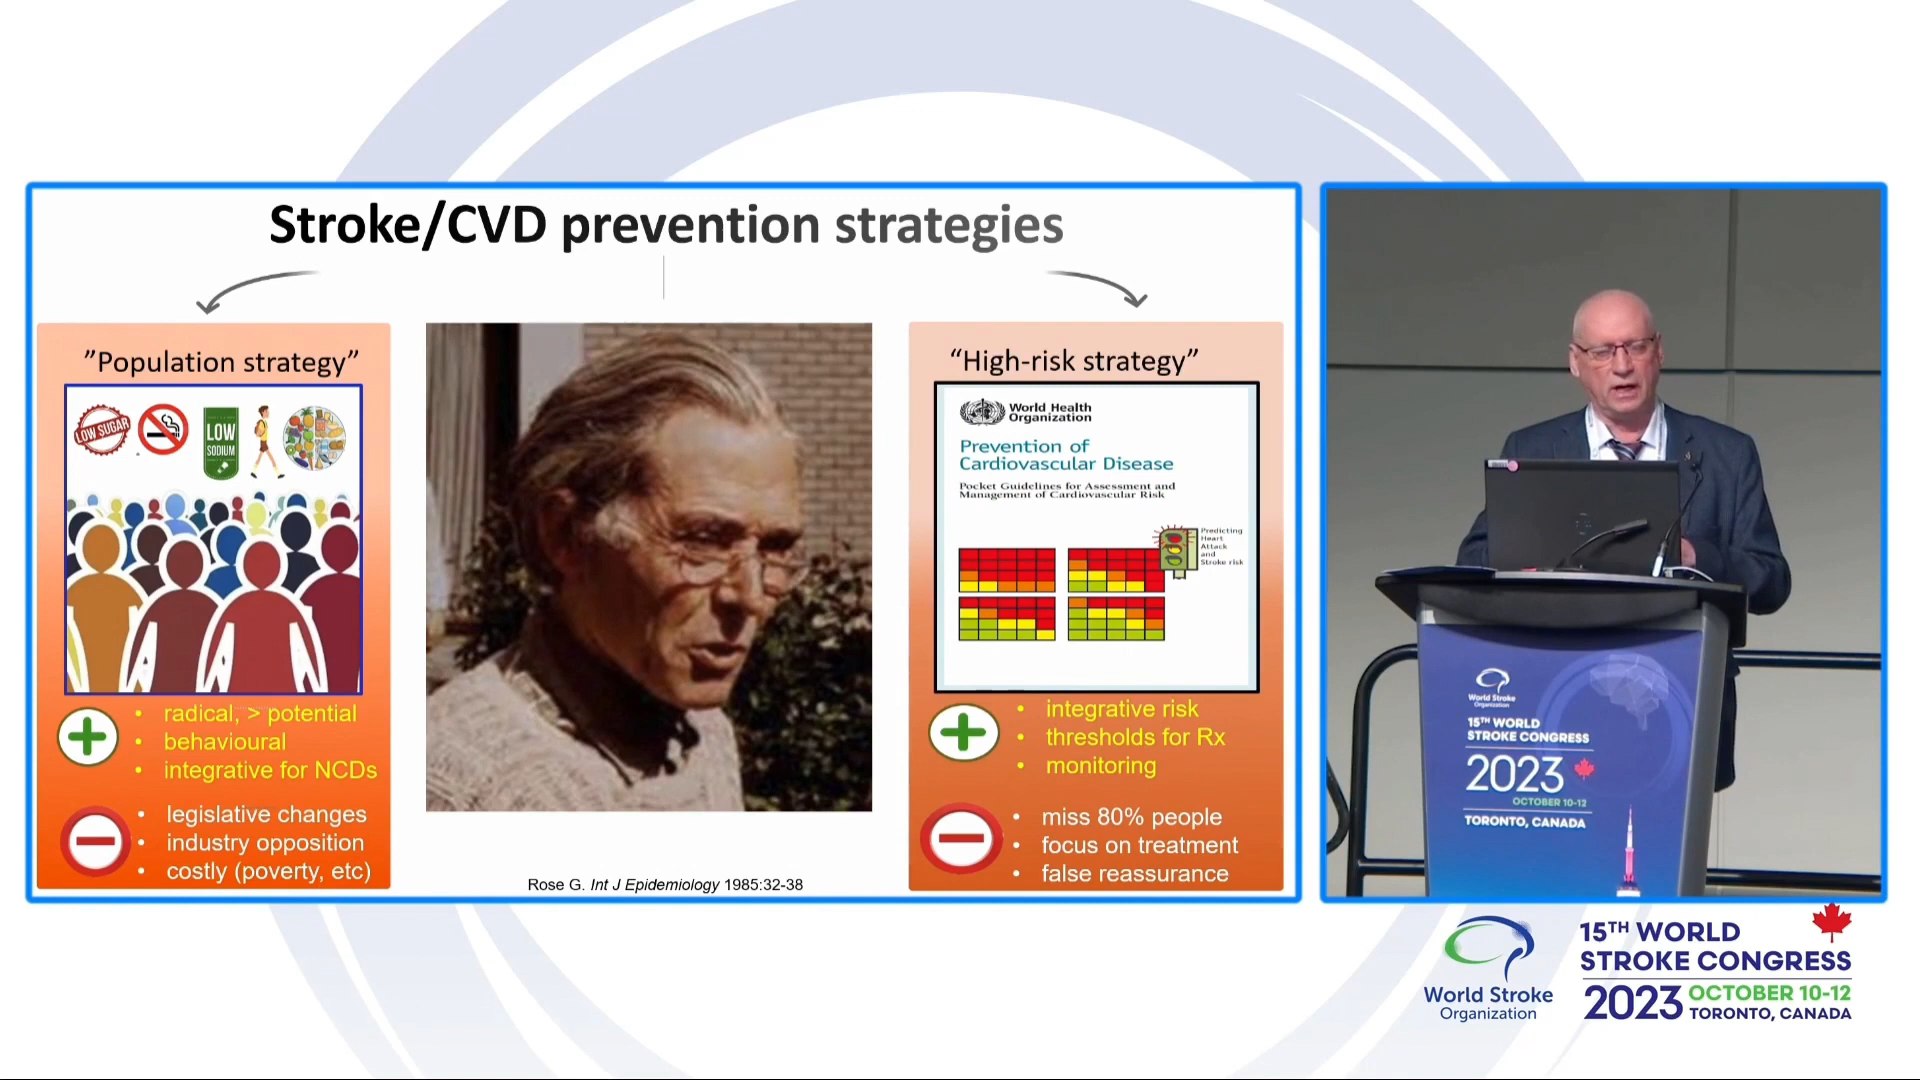 Stroke/CVD prevention strategies
”Population strategy”
LOW SUGAR
LOW
SODIUM
• radical, > potential
• behavioural
• integrative for NCDs
• legislative changes
• industry opposition
• costly (poverty, etc)
Rose G. Int J Epidemiology 1985:32-38
“High-risk strategy”
World Health
Organization
Prevention of
Cardiovascular Disease
Pocket Guidelines for Assessment and
Management of Cardiovascular Risk
Predicting
Heart
Attack
and
Stroke risk
• integrative risk
• thresholds for Rx
• monitoring
• miss 80% people
• focus on treatment
• false reassurance
World Stroke
Organization
15TH WORLD
STROKE CONGRESS
2023
OCTOBER 10-12
TORONTO, CANADA
World Stroke
Organization
15TH WORLD
STROKE CONGRESS
2023 OCTOBER 10-12
TORONTO, CANADA